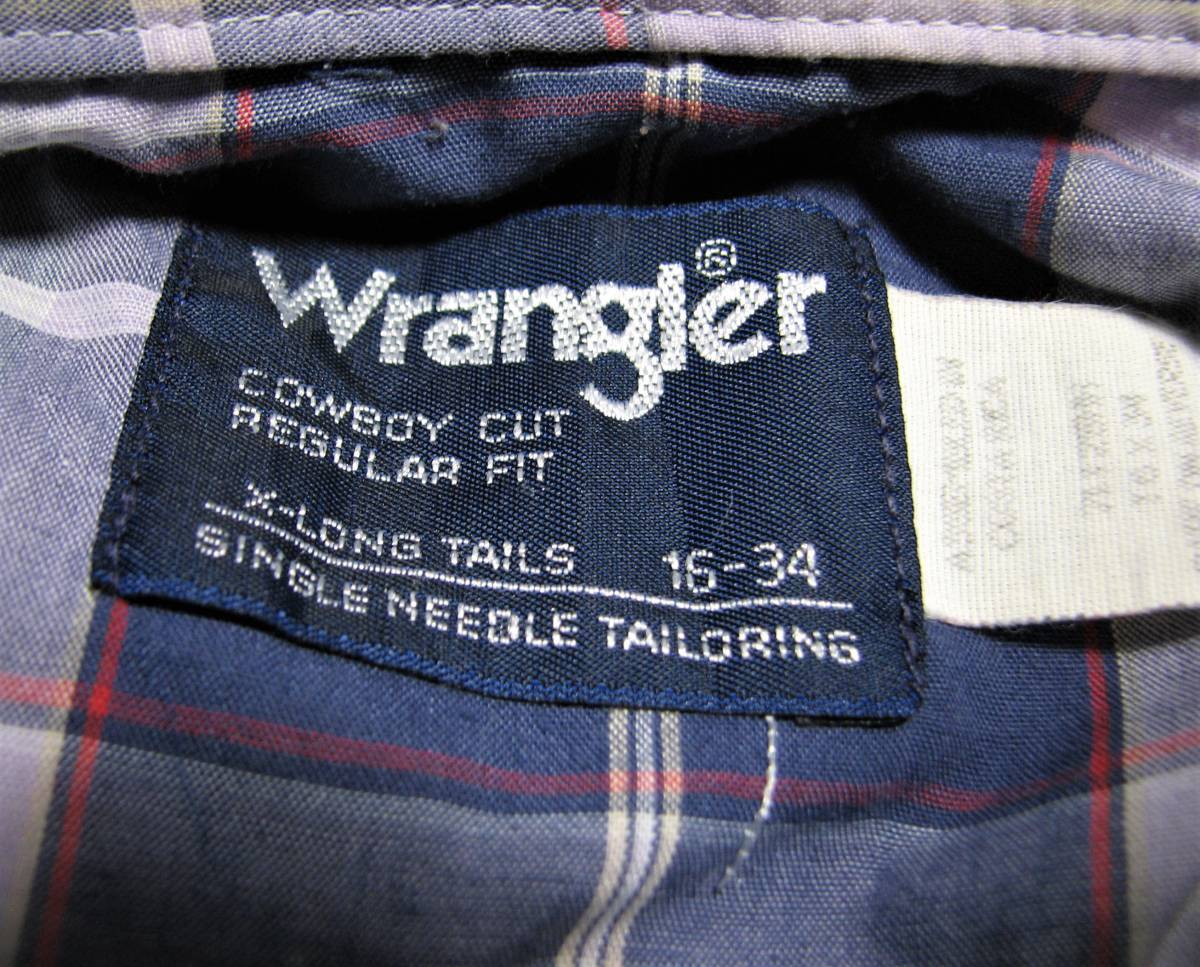 Wrangler®
COWBOY CUT
REGULAR FIT
X-LONG TAILS 16-34
SINGLE NEEDLE TAILORING